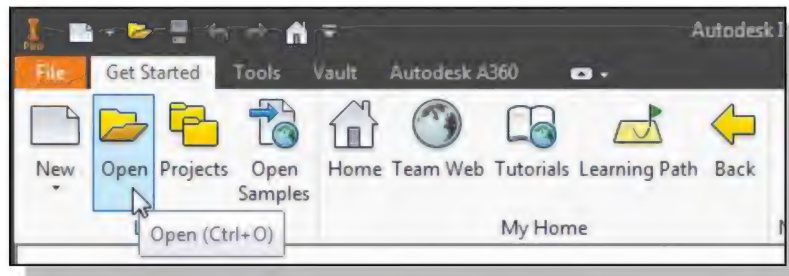 PRO
Autodesk I
File Get Started Tools Vault Autodesk A360
New Open Projects Open Samples Home Team Web Tutorials Learning Path Back
Open (Ctrl+O)
My Home